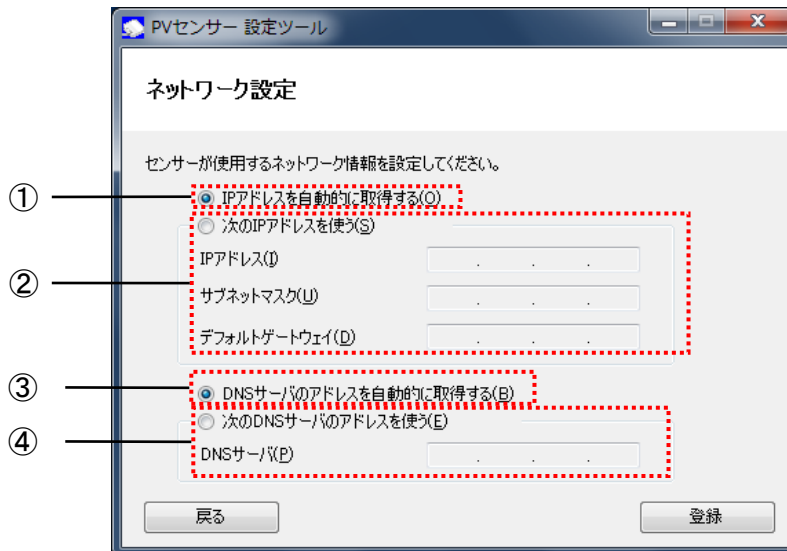 PVセンサー 設定ツール
ネットワーク設定
センサーが使用するネットワーク情報を設定してください。
① IPアドレスを自動的に取得する(O)
次のIPアドレスを使う(S)
IPアドレス(I) . . .
② サブネットマスク(U) . . .
デフォルトゲートウェイ(D) . . .
③ DNSサーバのアドレスを自動的に取得する(B)
次のDNSサーバのアドレスを使う(E)
④ DNSサーバ(P) . . .
戻る 登録